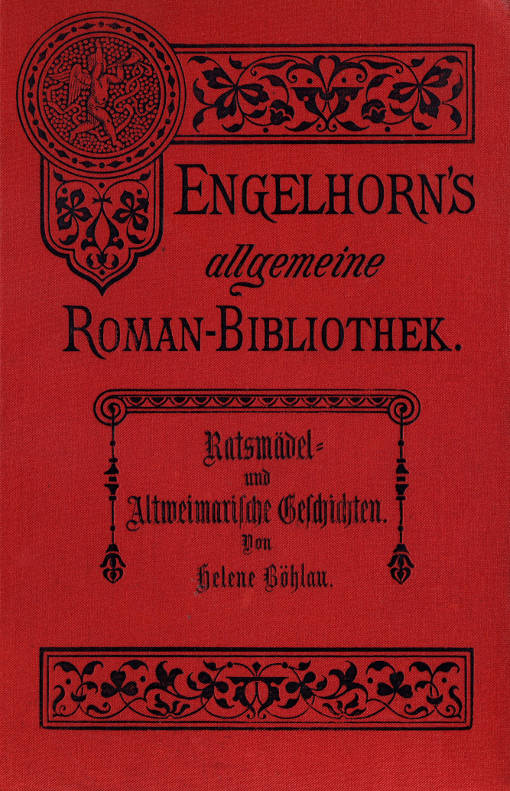 ENGELHORN'S
allgemeine
ROMAN-BIBLIOTHEK.
Ratsmädel-
und
Altweimariſche Geſchichten.
Von
Helene Böhlau.